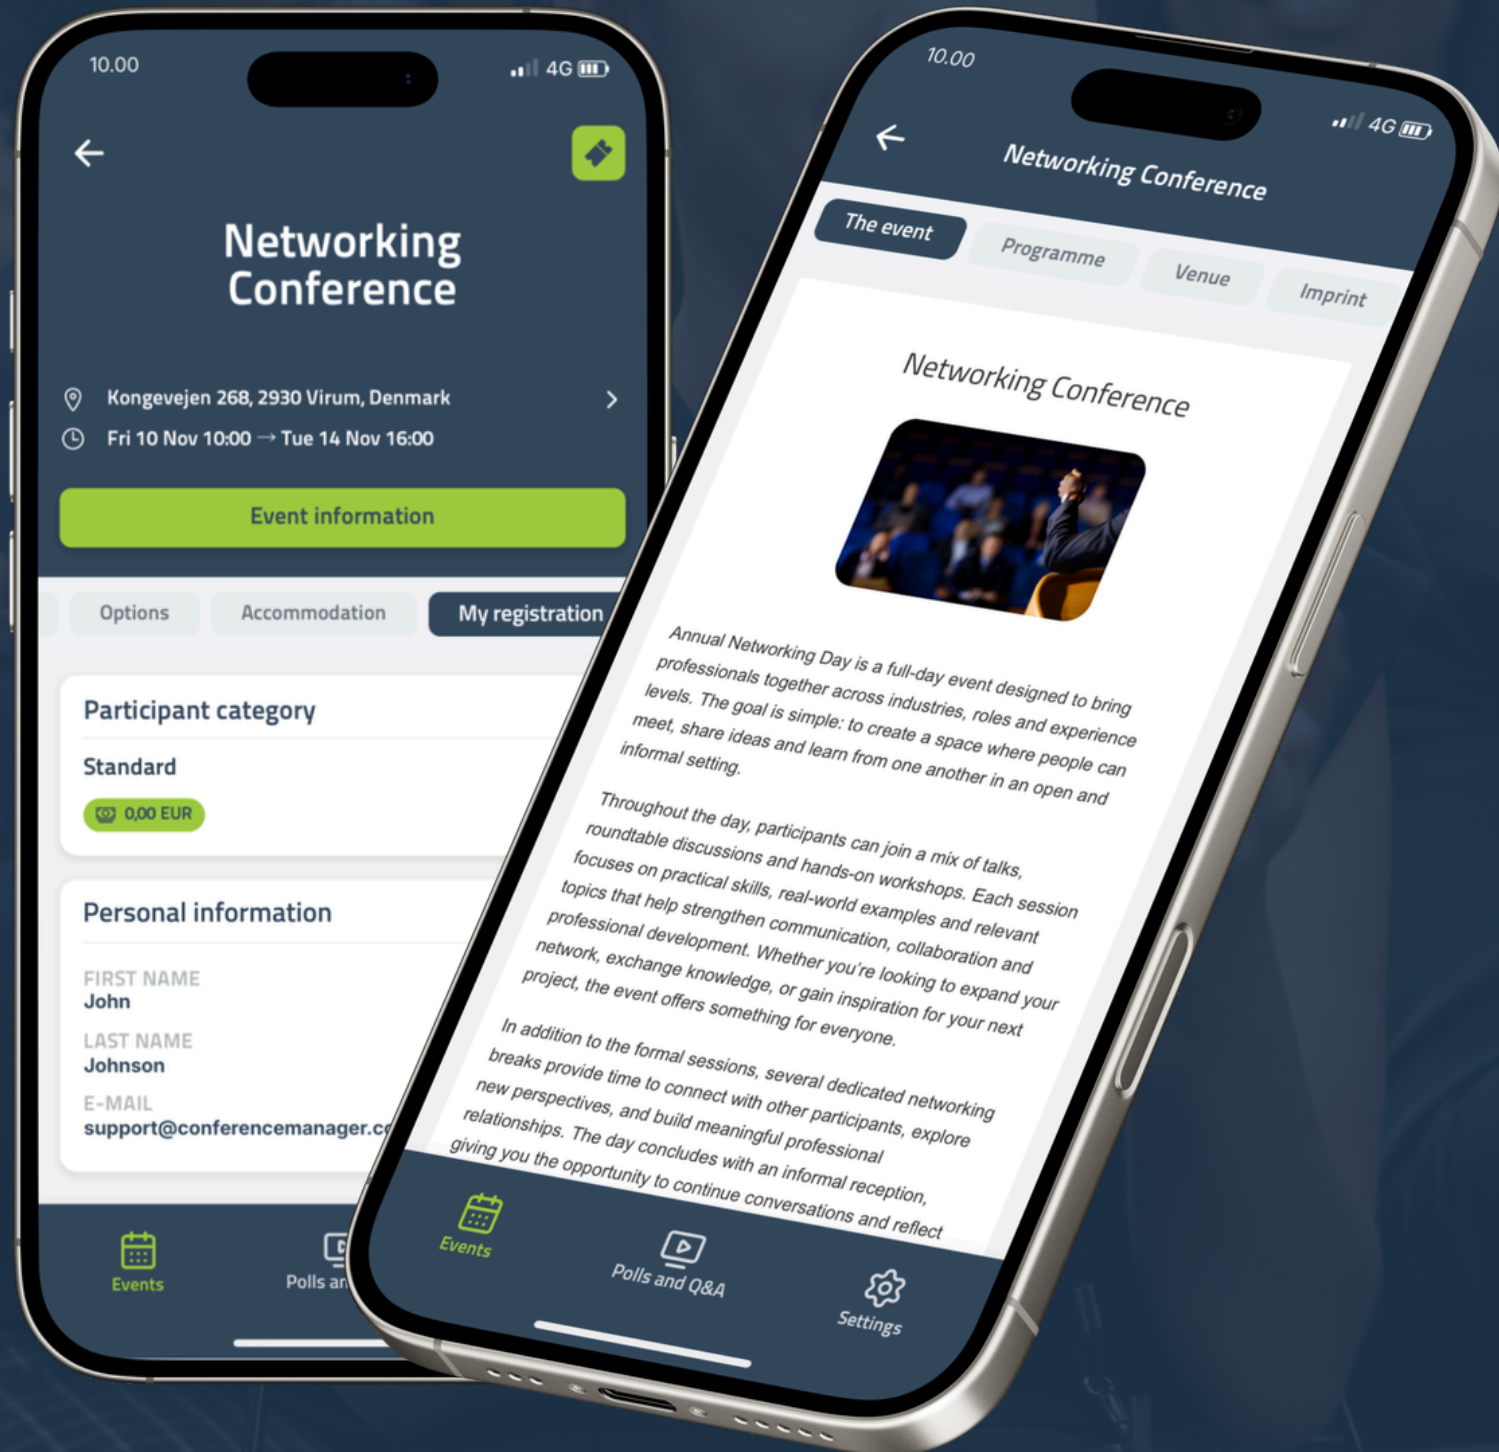 10.00
4G
Networking
Conference
Kongevejen 268, 2930 Virum, Denmark
Fri 10 Nov 10:00 → Tue 14 Nov 16:00
Event information
Options
Accommodation
My registration
Participant category
Standard
0,00 EUR
Personal information
FIRST NAME
John
LAST NAME
Johnson
E-MAIL
support@conferencemanager.co
Events
Polls an
10.00
4G
Networking Conference
The event
Programme
Venue
Imprint
Networking Conference
Annual Networking Day is a full-day event designed to bring
professionals together across industries, roles and experience
levels. The goal is simple: to create a space where people can
meet, share ideas and learn from one another in an open and
informal setting.
Throughout the day, participants can join a mix of talks,
roundtable discussions and hands-on workshops. Each session
focuses on practical skills, real-world examples and relevant
topics that help strengthen communication, collaboration and
professional development. Whether you're looking to expand your
network, exchange knowledge, or gain inspiration for your next
project, the event offers something for everyone.
In addition to the formal sessions, several dedicated networking
breaks provide time to connect with other participants, explore
new perspectives, and build meaningful professional
relationships. The day concludes with an informal reception,
giving you the opportunity to continue conversations and reflect
Events
Polls and Q&A
Settings